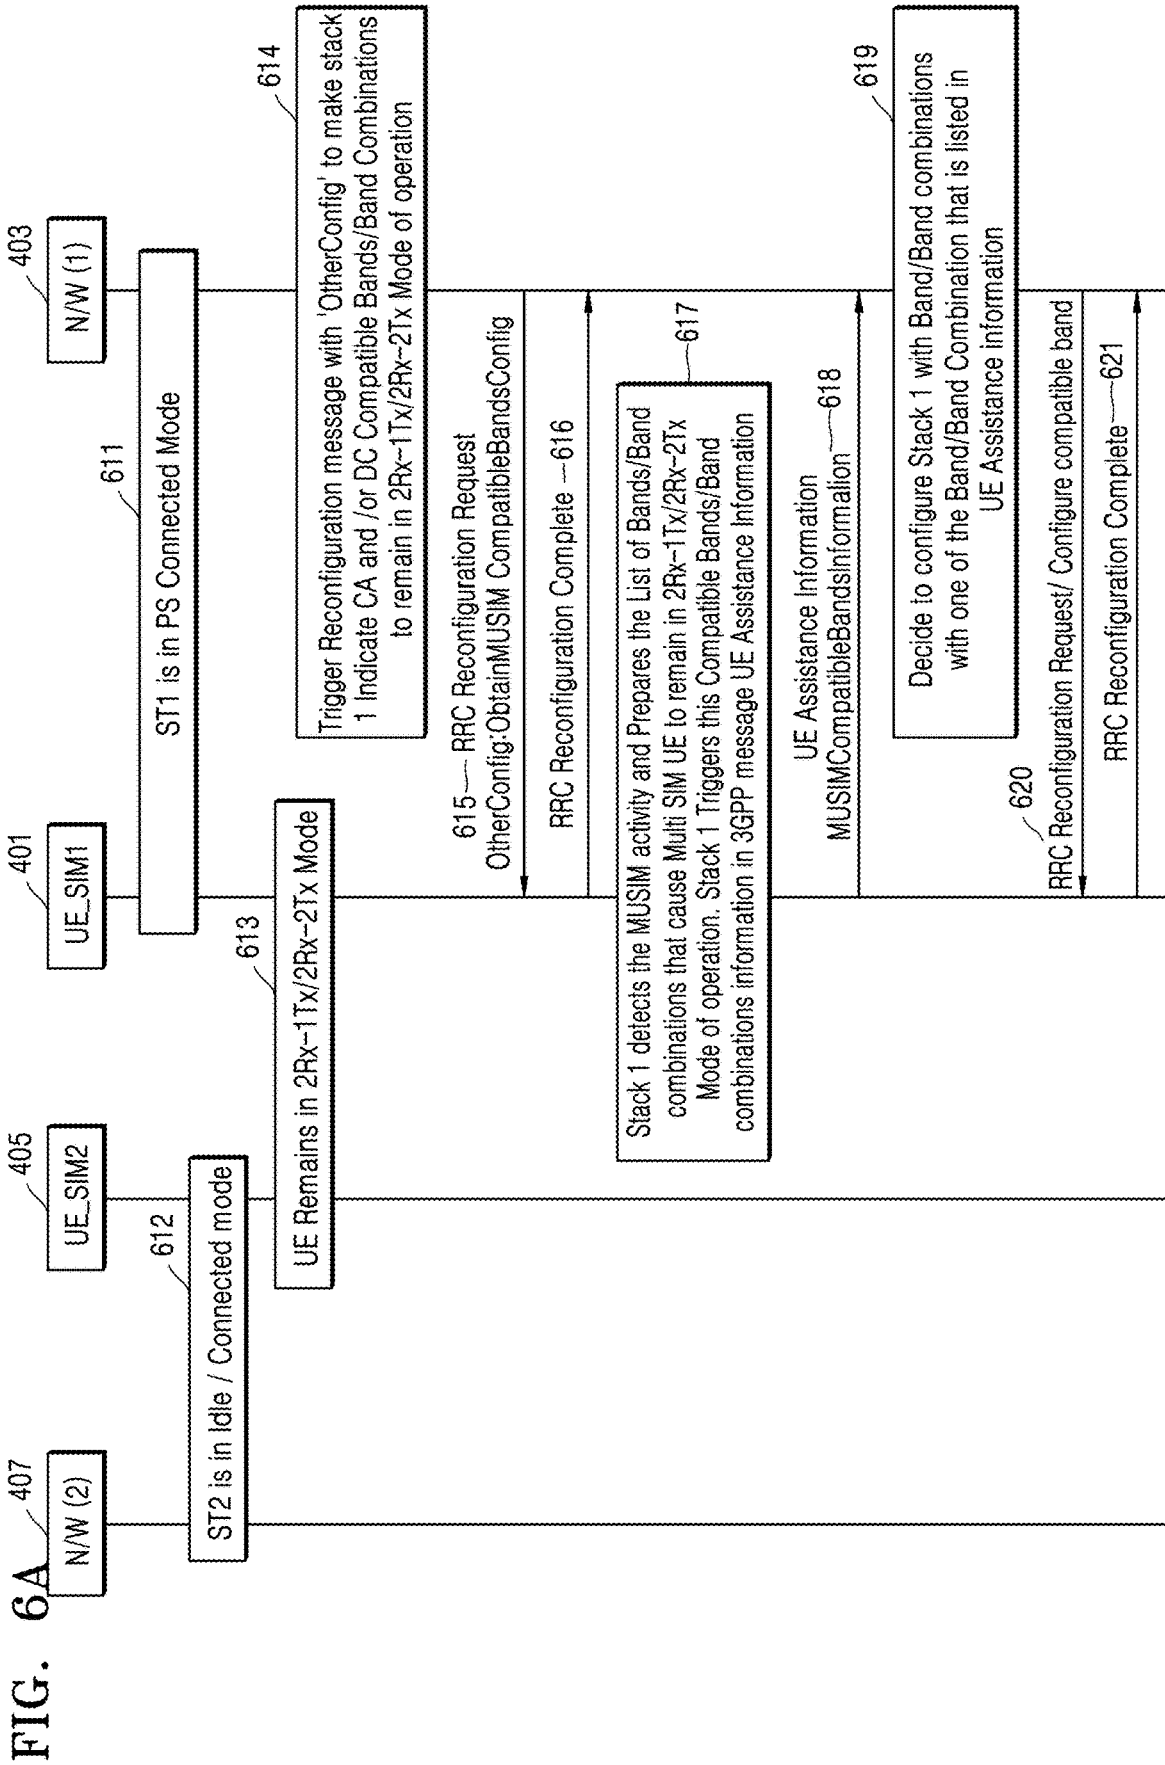 FIG. 6A
407
N/W (2)
405
UE_SIM2
401
UE_SIM1
403
N/W (1)
611
ST1 is in PS Connected Mode
612
ST2 is in Idle / Connected mode
613
UE Remains in 2Rx-1Tx/2Rx-2Tx Mode
614
Trigger Reconfiguration message with 'OtherConfig' to make stack
1 Indicate CA and /or DC Compatible Bands/Band Combinations
to remain in 2Rx-1Tx/2Rx-2Tx Mode of operation
615 RRC Reconfiguration Request
OtherConfig:ObtainMUSIM CompatibleBandsConfig
RRC Reconfiguration Complete 616
617
Stack 1 detects the MUSIM activity and Prepares the List of Bands/Band
combinations that cause Multi SIM UE to remain in 2Rx-1Tx/2Rx-2Tx
Mode of operation. Stack 1 Triggers this Compatible Bands/Band
combinations information in 3GPP message UE Assistance Information
UE Assistance Information
MUSIMCompatibleBandsInformation 618
619
Decide to configure Stack 1 with Band/Band combinations
with one of the Band/Band Combination that is listed in
UE Assistance information
620
RRC Reconfiguration Request/ Configure compatible band
RRC Reconfiguration Complete 621